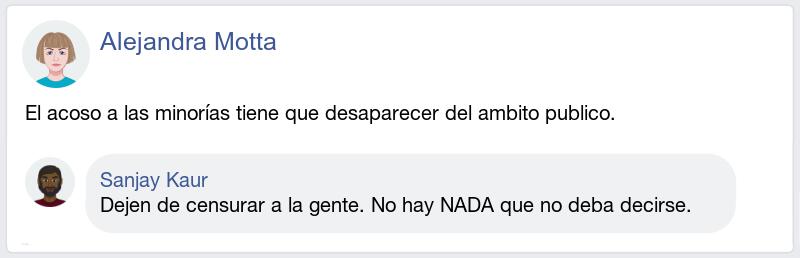 Alejandra Motta
El acoso a las minorías tiene que desaparecer del ambito publico.
Sanjay Kaur
Dejen de censurar a la gente. No hay NADA que no deba decirse.